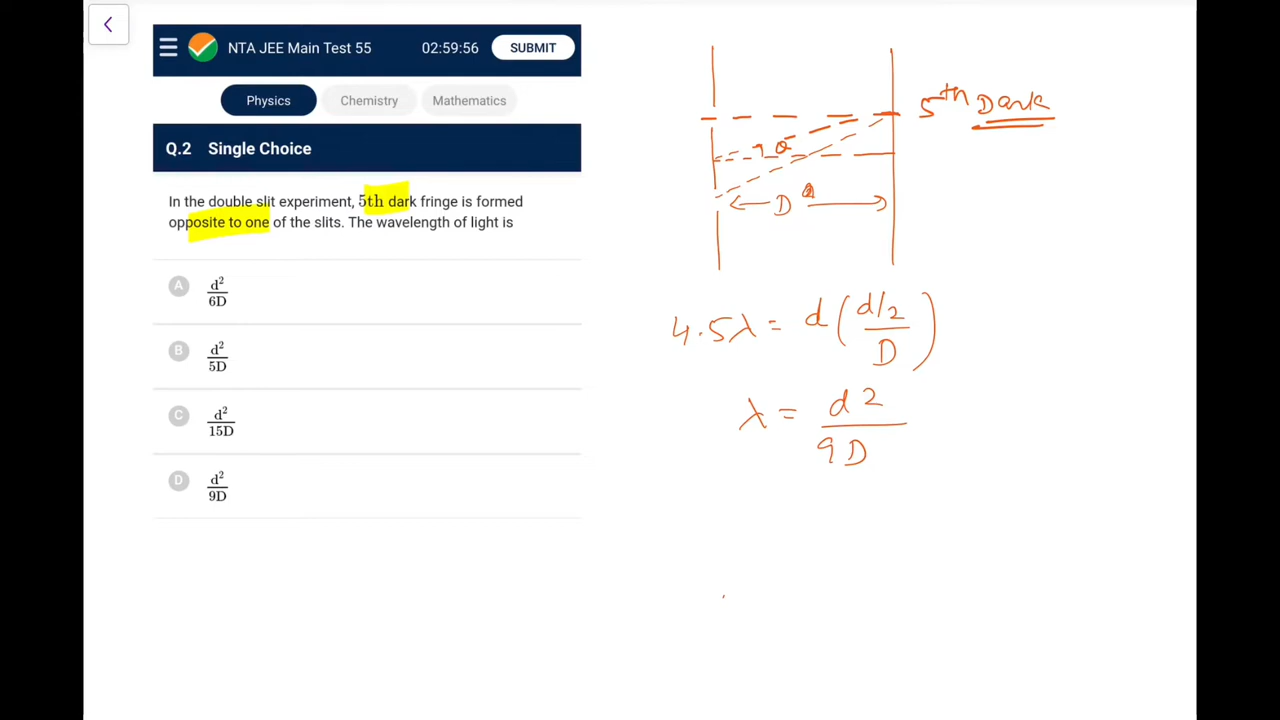 NTA JEE Main Test 55 02:59:56 SUBMIT
Physics Chemistry Mathematics
Q.2 Single Choice
In the double slit experiment, 5th dark fringe is formed
opposite to one of the slits. The wavelength of light is
A d²/6D
B d²/5D
C d²/15D
D d²/9D
5th Dark
θ
D
4.5λ = d (d/2 / D)
λ = d2 / 9D